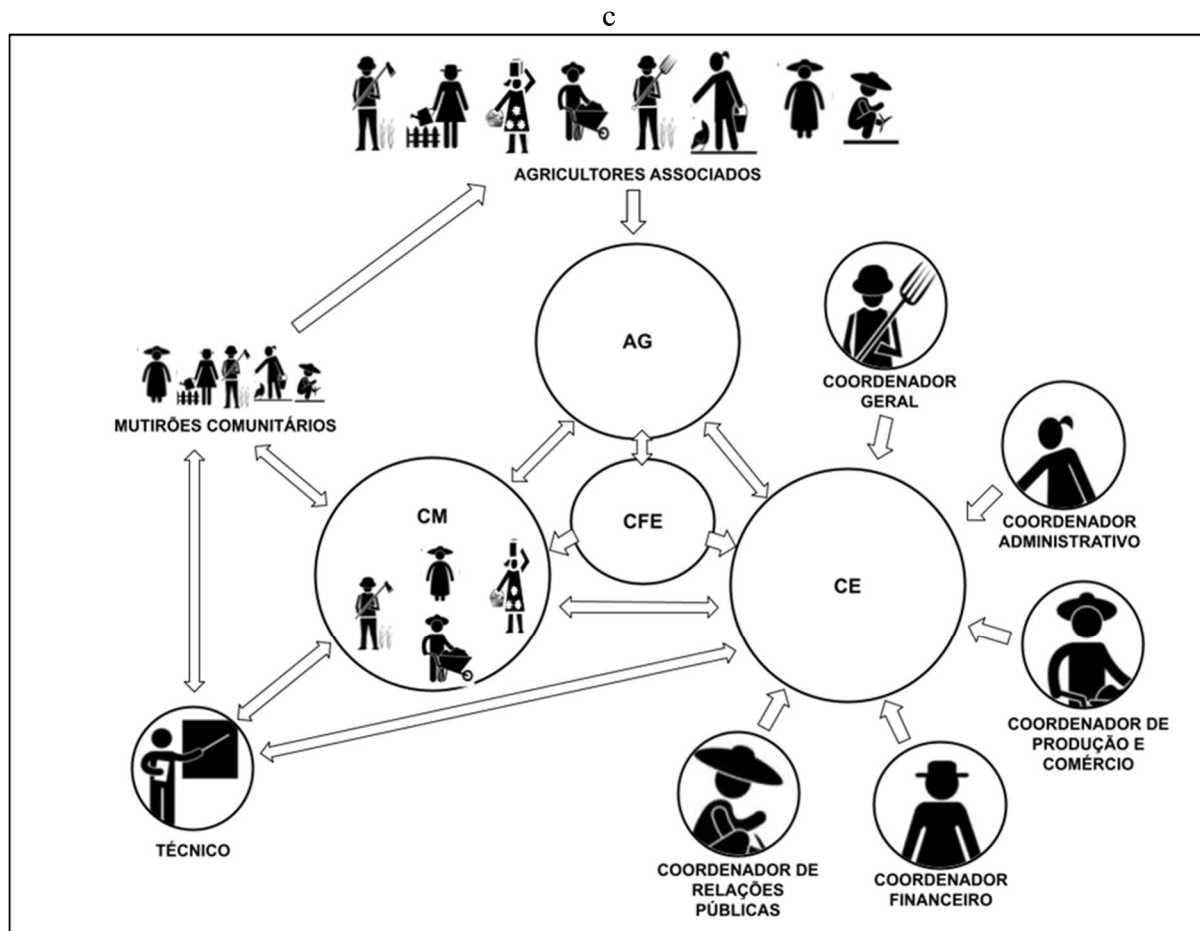 c
AGRICULTORES ASSOCIADOS
AG
COORDENADOR
GERAL
MUTIRÕES COMUNITÁRIOS
CM
CFE
COORDENADOR
ADMINISTRATIVO
CE
COORDENADOR DE
PRODUÇÃO E
COMÉRCIO
TÉCNICO
COORDENADOR DE
RELAÇÕES
PÚBLICAS
COORDENADOR
FINANCEIRO